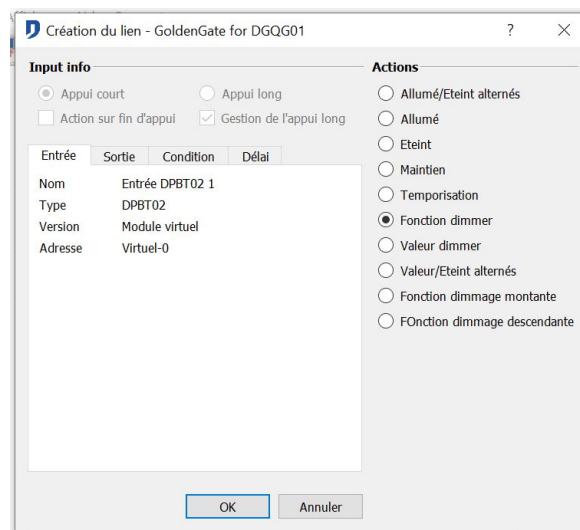 Création du lien - GoldenGate for DGQG01 ?
Input info
Appui court Appui long
Action sur fin d'appui Gestion de l'appui long
Entrée Sortie Condition Délai
Nom Entrée DPBT02 1
Type DPBT02
Version Module virtuel
Adresse Virtuel-0
Actions
Allumé/Eteint alternés
Allumé
Eteint
Maintien
Temporisation
Fonction dimmer
Valeur dimmer
Valeur/Eteint alternés
Fonction dimmage montante
FOnction dimmage descendante
OK Annuler